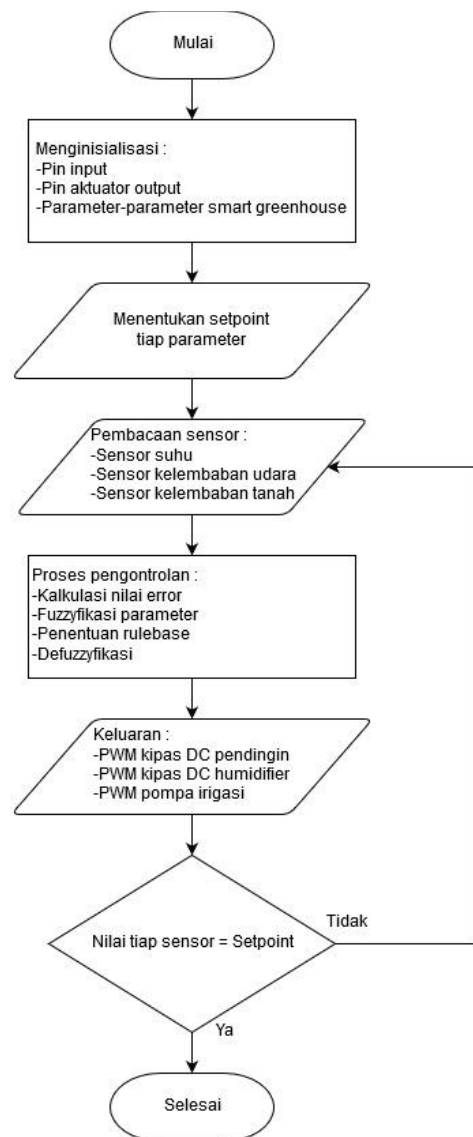 Mulai
Menginisialisasi :
-Pin input
-Pin aktuator output
-Parameter-parameter smart greenhouse
Menentukan setpoint
tiap parameter
Pembacaan sensor :
-Sensor suhu
-Sensor kelembaban udara
-Sensor kelembaban tanah
Proses pengontrolan :
-Kalkulasi nilai error
-Fuzzyfikasi parameter
-Penentuan rulebase
-Defuzzyfikasi
Keluaran :
-PWM kipas DC pendingin
-PWM kipas DC humidifier
-PWM pompa irigasi
Nilai tiap sensor = Setpoint
Tidak
Ya
Selesai